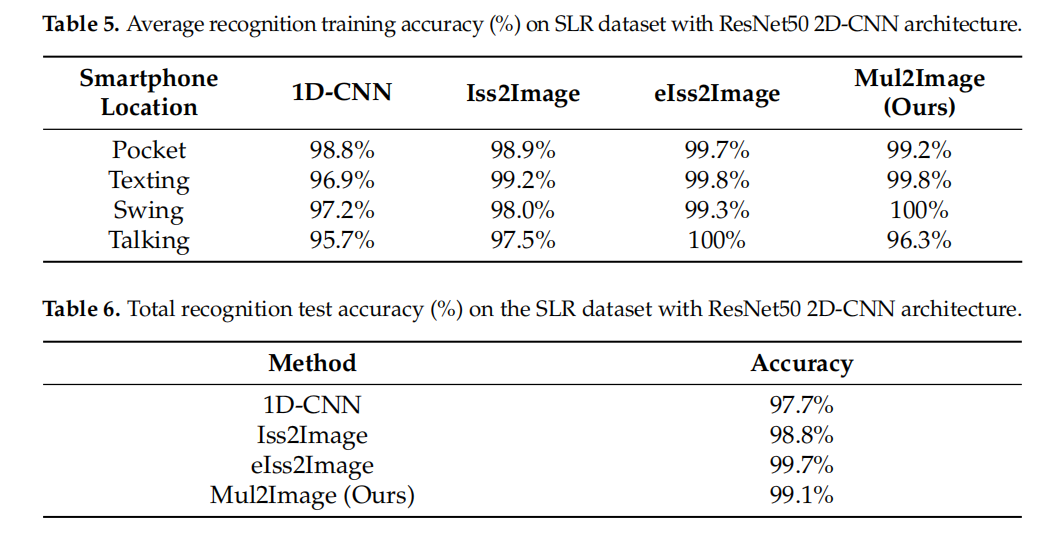 Table 5. Average recognition training accuracy (%) on SLR dataset with ResNet50 2D-CNN architecture.
Smartphone Location 1D-CNN Iss2Image eIss2Image Mul2Image (Ours)
Pocket 98.8% 98.9% 99.7% 99.2%
Texting 96.9% 99.2% 99.8% 99.8%
Swing 97.2% 98.0% 99.3% 100%
Talking 95.7% 97.5% 100% 96.3%
Table 6. Total recognition test accuracy (%) on the SLR dataset with ResNet50 2D-CNN architecture.
Method Accuracy
1D-CNN 97.7%
Iss2Image 98.8%
eIss2Image 99.7%
Mul2Image (Ours) 99.1%